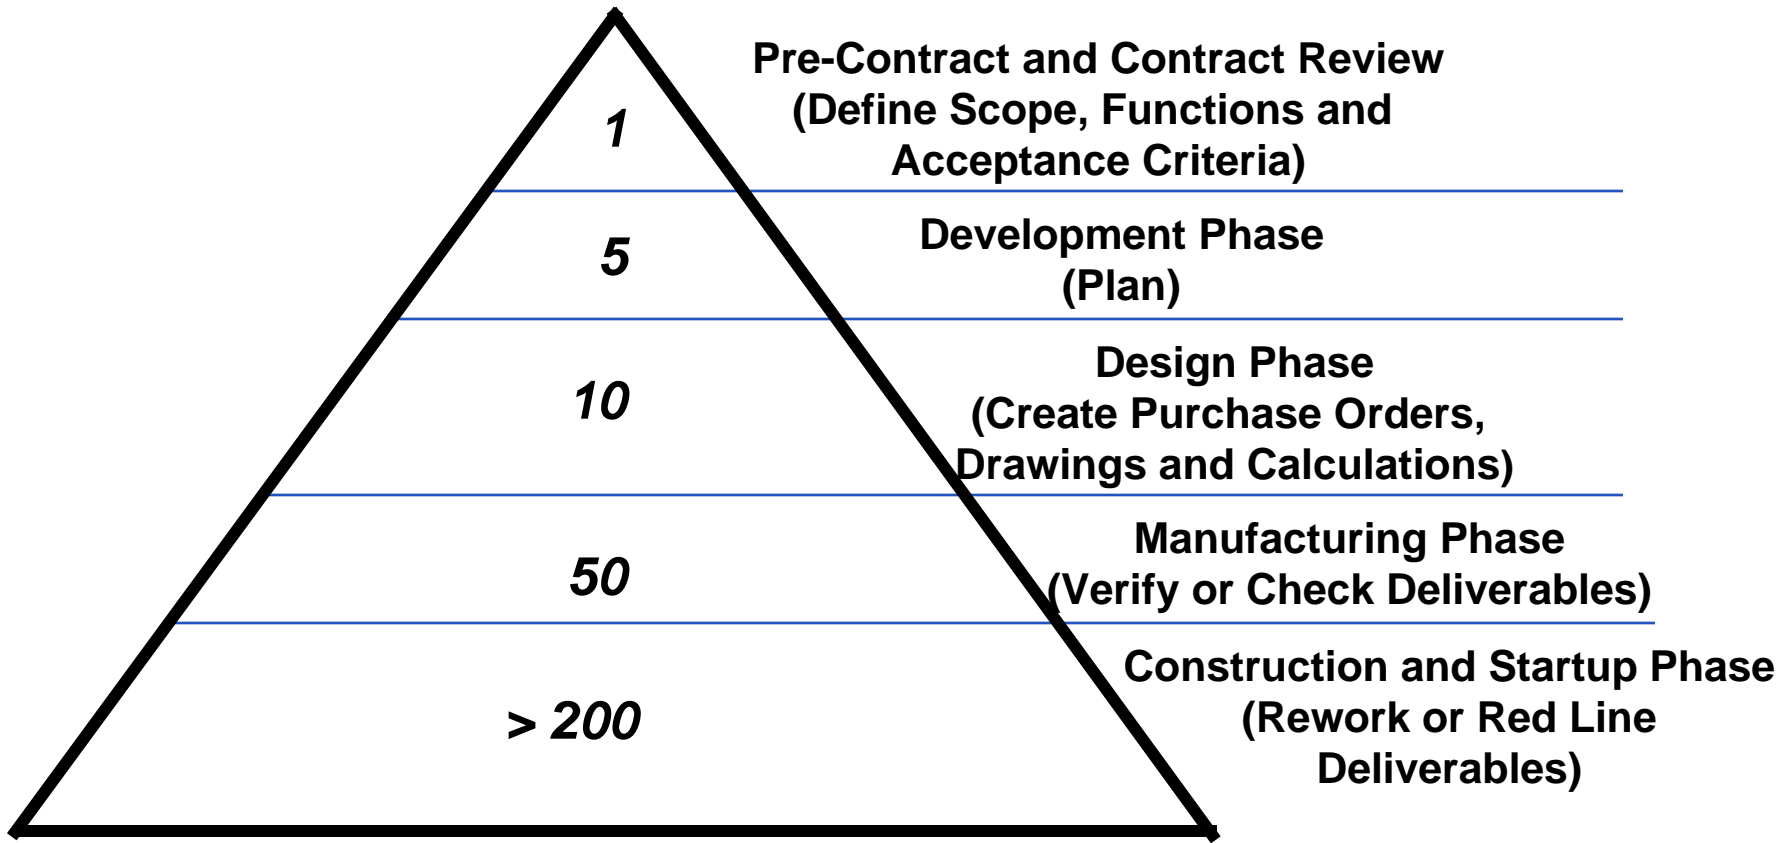 1
Pre-Contract and Contract Review
(Define Scope, Functions and
Acceptance Criteria)
5
Development Phase
(Plan)
10
Design Phase
(Create Purchase Orders,
Drawings and Calculations)
50
Manufacturing Phase
(Verify or Check Deliverables)
> 200
Construction and Startup Phase
(Rework or Red Line
Deliverables)